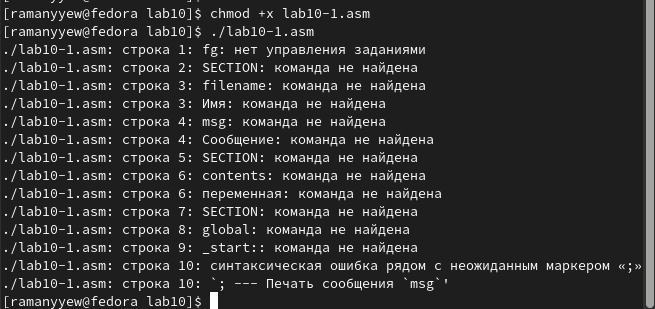 [ramanyyew@fedora lab10]$ chmod +x lab10-1.asm
[ramanyyew@fedora lab10]$ ./lab10-1.asm
./lab10-1.asm: строка 1: fg: нет управления заданиями
./lab10-1.asm: строка 2: SECTION: команда не найдена
./lab10-1.asm: строка 3: filename: команда не найдена
./lab10-1.asm: строка 3: Имя: команда не найдена
./lab10-1.asm: строка 4: msg: команда не найдена
./lab10-1.asm: строка 4: Сообщение: команда не найдена
./lab10-1.asm: строка 5: SECTION: команда не найдена
./lab10-1.asm: строка 6: contents: команда не найдена
./lab10-1.asm: строка 6: переменная: команда не найдена
./lab10-1.asm: строка 7: SECTION: команда не найдена
./lab10-1.asm: строка 8: global: команда не найдена
./lab10-1.asm: строка 9: _start:: команда не найдена
./lab10-1.asm: строка 10: синтаксическая ошибка рядом с неожиданным маркером «;»
./lab10-1.asm: строка 10: `; --- Печать сообщения `msg`'
[ramanyyew@fedora lab10]$